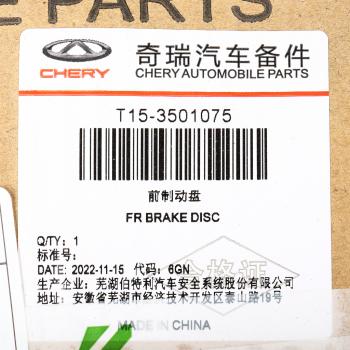 E PARTS
CHERY
奇瑞汽车备件
CHERY AUTOMOBILE PARTS
T15-3501075
前制动盘
FR BRAKE DISC
Q/TY: 1
标准号:
DATE: 2022-11-15 代码: 6GN
生产企业: 芜湖伯特利汽车安全系统股份有限公司
地址: 安徽省芜湖市经济技术开发区泰山路19号
合格证
MADE IN CHINA